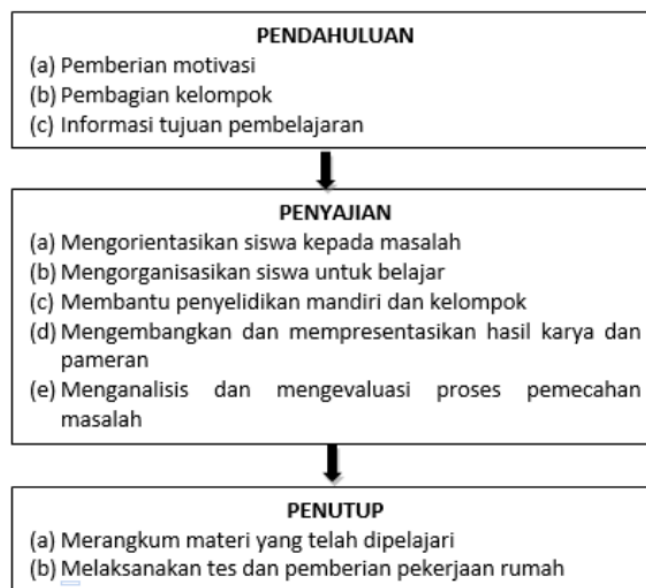 PENDAHULUAN
(a) Pemberian motivasi
(b) Pembagian kelompok
(c) Informasi tujuan pembelajaran
PENYAJIAN
(a) Mengorientasikan siswa kepada masalah
(b) Mengorganisasikan siswa untuk belajar
(c) Membantu penyelidikan mandiri dan kelompok
(d) Mengembangkan dan mempresentasikan hasil karya dan
pameran
(e) Menganalisis dan mengevaluasi proses pemecahan
masalah
PENUTUP
(a) Merangkum materi yang telah dipelajari
(b) Melaksanakan tes dan pemberian pekerjaan rumah